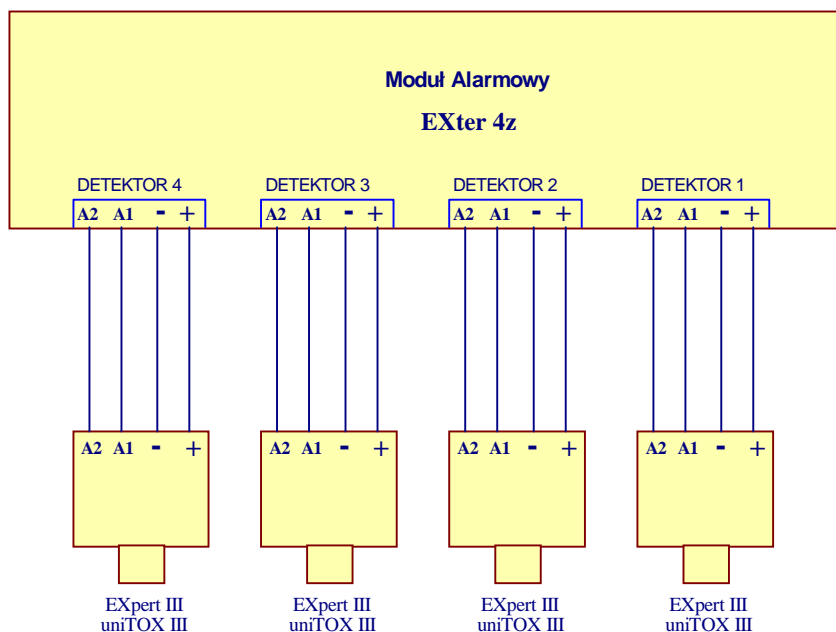 Moduł Alarmowy
EXter 4z
DETEKTOR 4 DETEKTOR 3 DETEKTOR 2 DETEKTOR 1
A2 A1 - + A2 A1 - + A2 A1 - + A2 A1 - +
A2 A1 - + A2 A1 - + A2 A1 - + A2 A1 - +
EXpert III EXpert III EXpert III EXpert III
uniTOX III uniTOX III uniTOX III uniTOX III